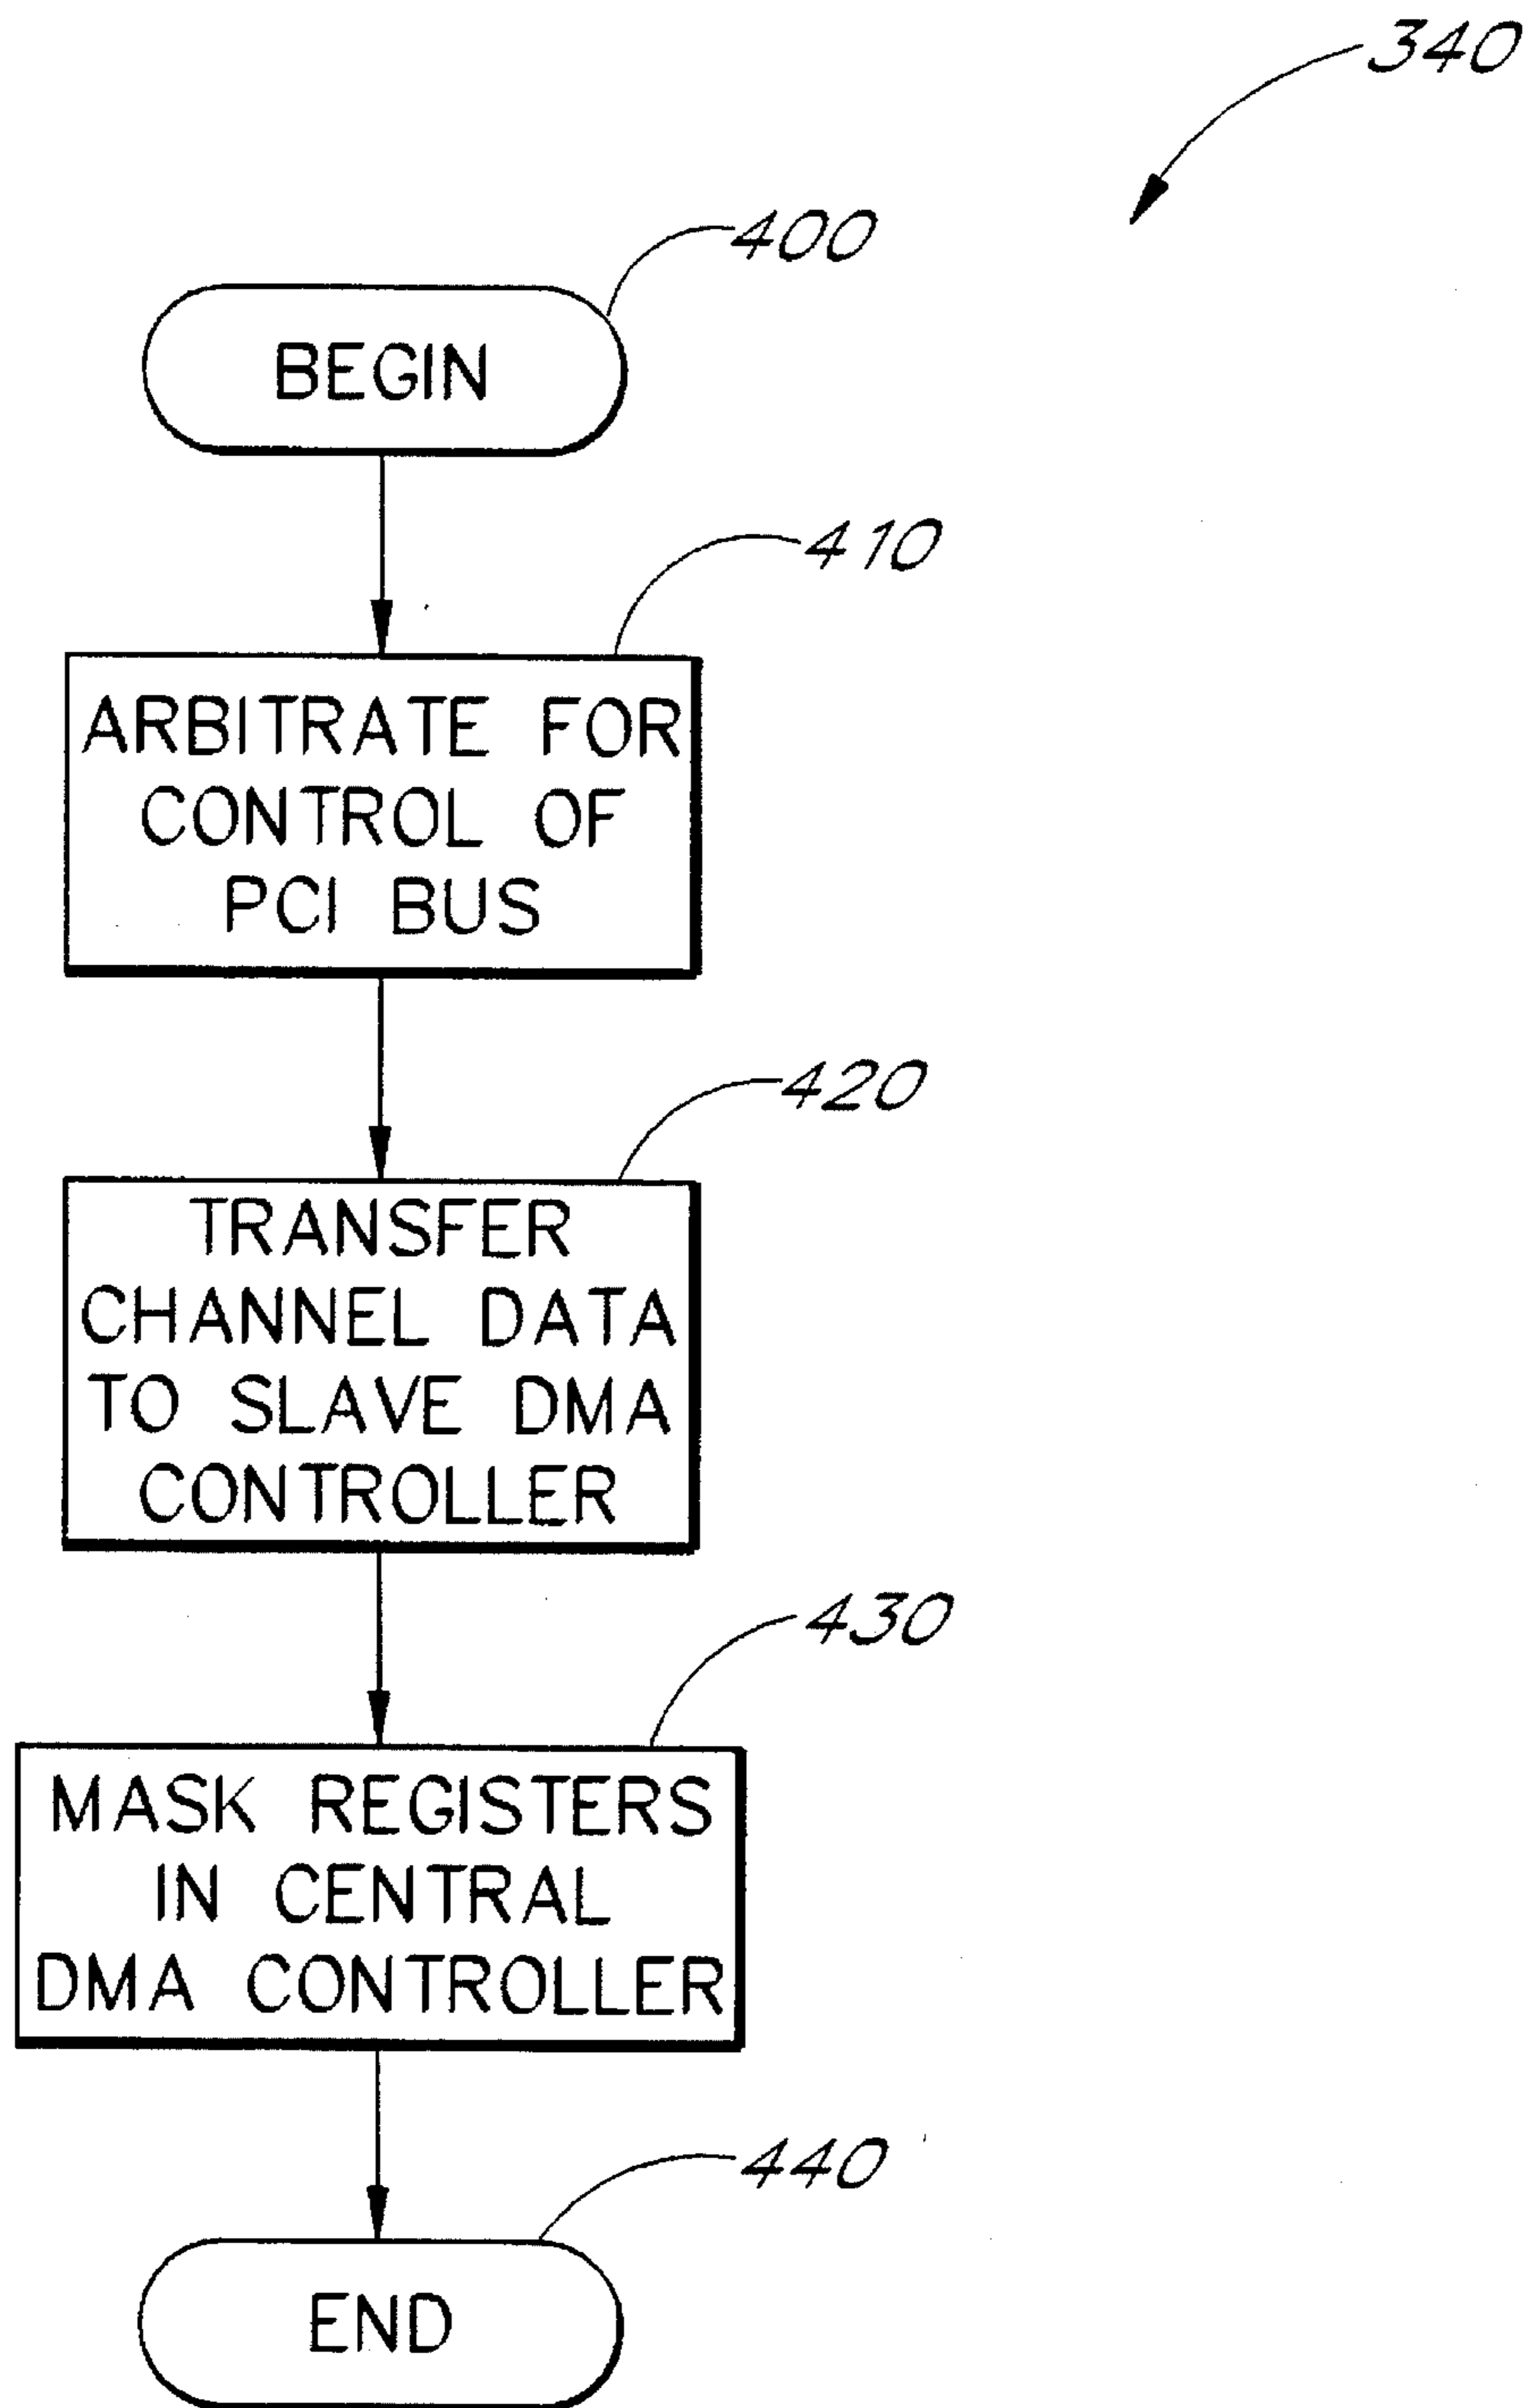 340
400
BEGIN
410
ARBITRATE FOR
CONTROL OF
PCI BUS
420
TRANSFER
CHANNEL DATA
TO SLAVE DMA
CONTROLLER
430
MASK REGISTERS
IN CENTRAL
DMA CONTROLLER
440
END